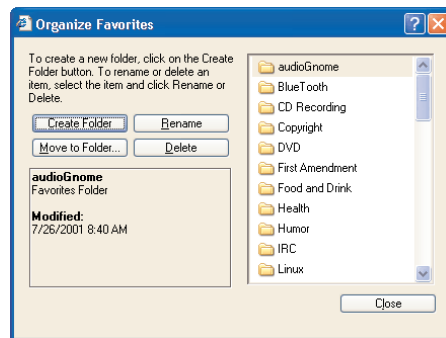 Organize Favorites
To create a new folder, click on the Create
Folder button. To rename or delete an
item, select the item and click Rename or
Delete.
Create Folder
Rename
Move to Folder...
Delete
audioGnome
Favorites Folder
Modified:
7/26/2001 8:40 AM
audioGnome
BlueTooth
CD Recording
Copyright
DVD
First Amendment
Food and Drink
Health
Humor
IRC
Linux
Close